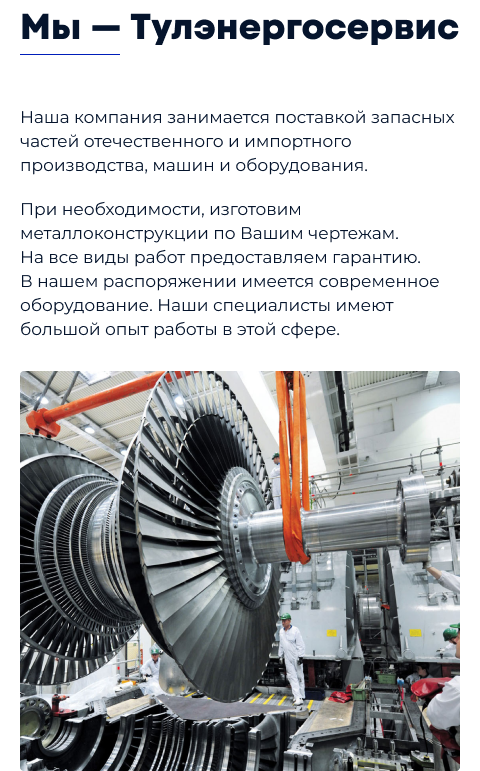 Мы — Тулэнергосервис
Наша компания занимается поставкой запасных
частей отечественного и импортного
производства, машин и оборудования.
При необходимости, изготовим
металлоконструкции по Вашим чертежам.
На все виды работ предоставляем гарантию.
В нашем распоряжении имеется современное
оборудование. Наши специалисты имеют
большой опыт работы в этой сфере.